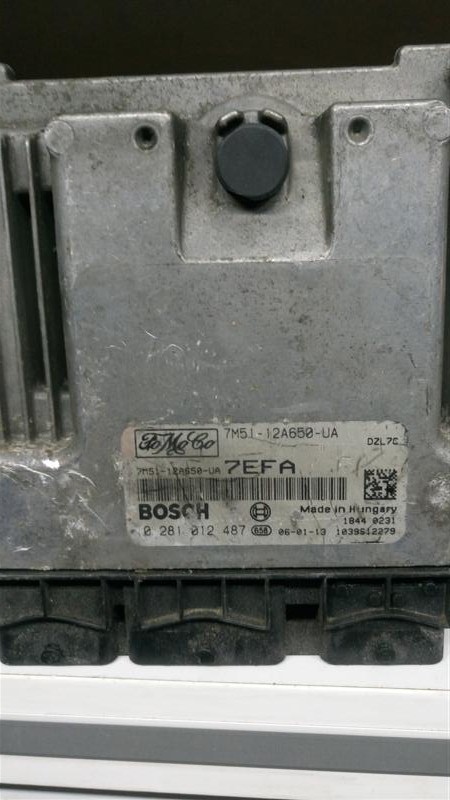 FoMoCo 7M51-12A650-UA
DZL7C
7M51-12A650-UA 7EFA
BOSCH Made in Hungary
1844 0231
0 281 012 487 658 06-01-13 1039S12279